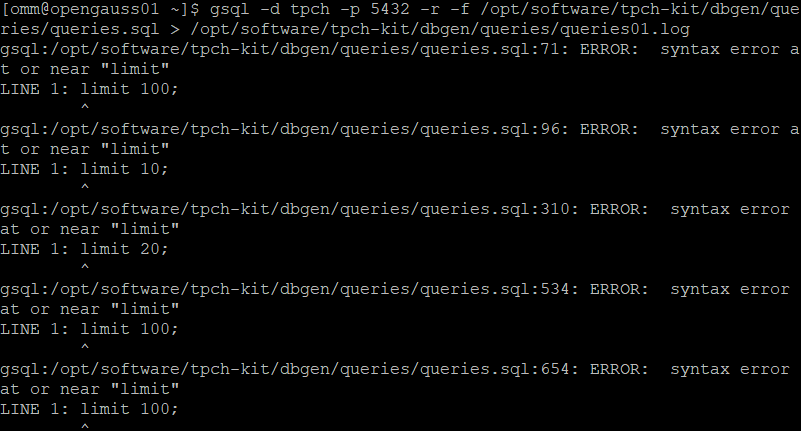 [omm@opengauss01 ~]$ gsql -d tpch -p 5432 -r -f /opt/software/tpch-kit/dbgen/que
ries/queries.sql > /opt/software/tpch-kit/dbgen/queries/queries01.log
gsql:/opt/software/tpch-kit/dbgen/queries/queries.sql:71: ERROR:  syntax error a
t or near "limit"
LINE 1: limit 100;
        ^
gsql:/opt/software/tpch-kit/dbgen/queries/queries.sql:96: ERROR:  syntax error a
t or near "limit"
LINE 1: limit 10;
        ^
gsql:/opt/software/tpch-kit/dbgen/queries/queries.sql:310: ERROR:  syntax error
at or near "limit"
LINE 1: limit 20;
        ^
gsql:/opt/software/tpch-kit/dbgen/queries/queries.sql:534: ERROR:  syntax error
at or near "limit"
LINE 1: limit 100;
        ^
gsql:/opt/software/tpch-kit/dbgen/queries/queries.sql:654: ERROR:  syntax error
at or near "limit"
LINE 1: limit 100;
        ^